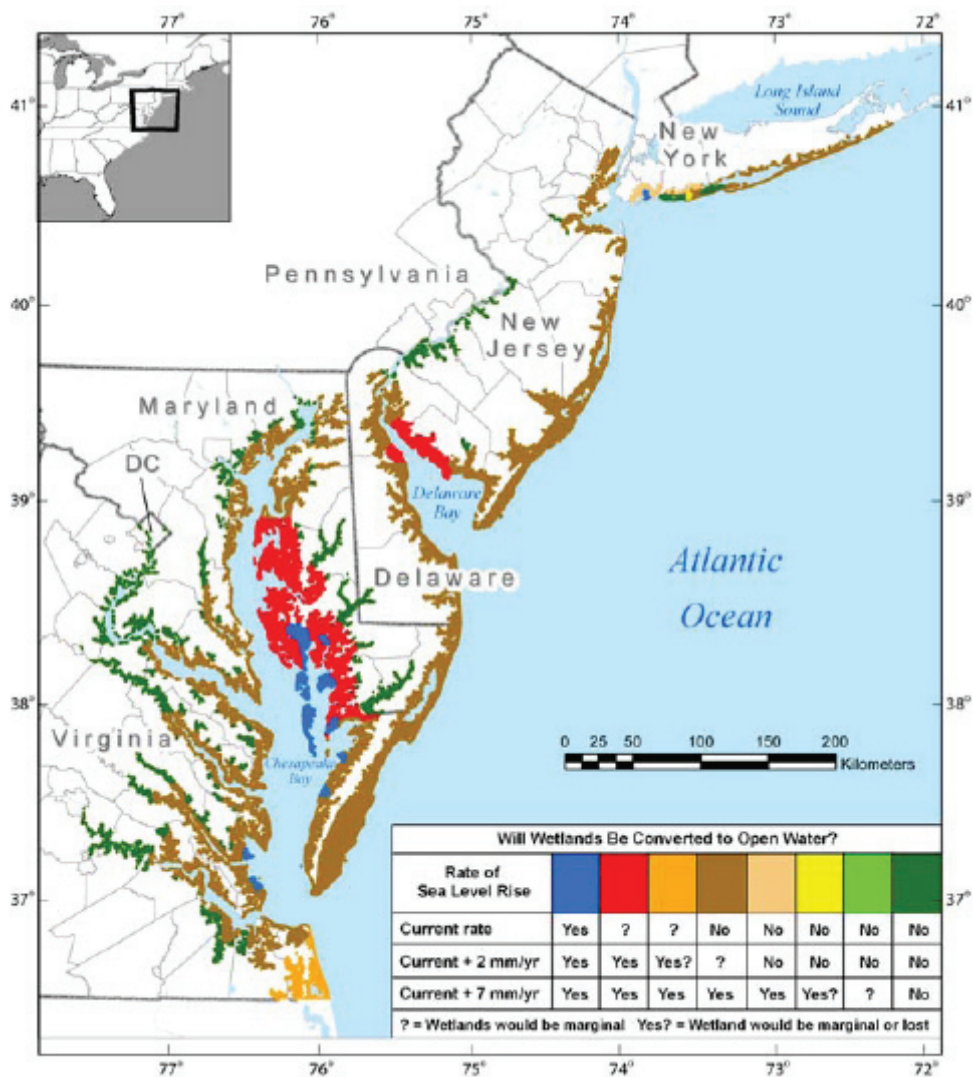 77° 76° 75° 74° 73° 72°
41° 41°
Long Island
Sound
New
York
Pennsylvania
40° 40°
New
Jersey
Maryland
DC
39° 39°
Delaware
Bay
Delaware
Atlantic
Ocean
38° 38°
Virginia
Chesapeake
Bay
0 25 50 100 150 200
Kilometers
Will Wetlands Be Converted to Open Water?
Rate of
Sea Level Rise
37° 37°
Current rate Yes ? ? No No No No No
Current + 2 mm/yr Yes Yes Yes? ? No No No No
Current + 7 mm/yr Yes Yes Yes Yes Yes Yes? ? No
? = Wetlands would be marginal Yes? = Wetland would be marginal or lost
77° 76° 75° 74° 73° 72°